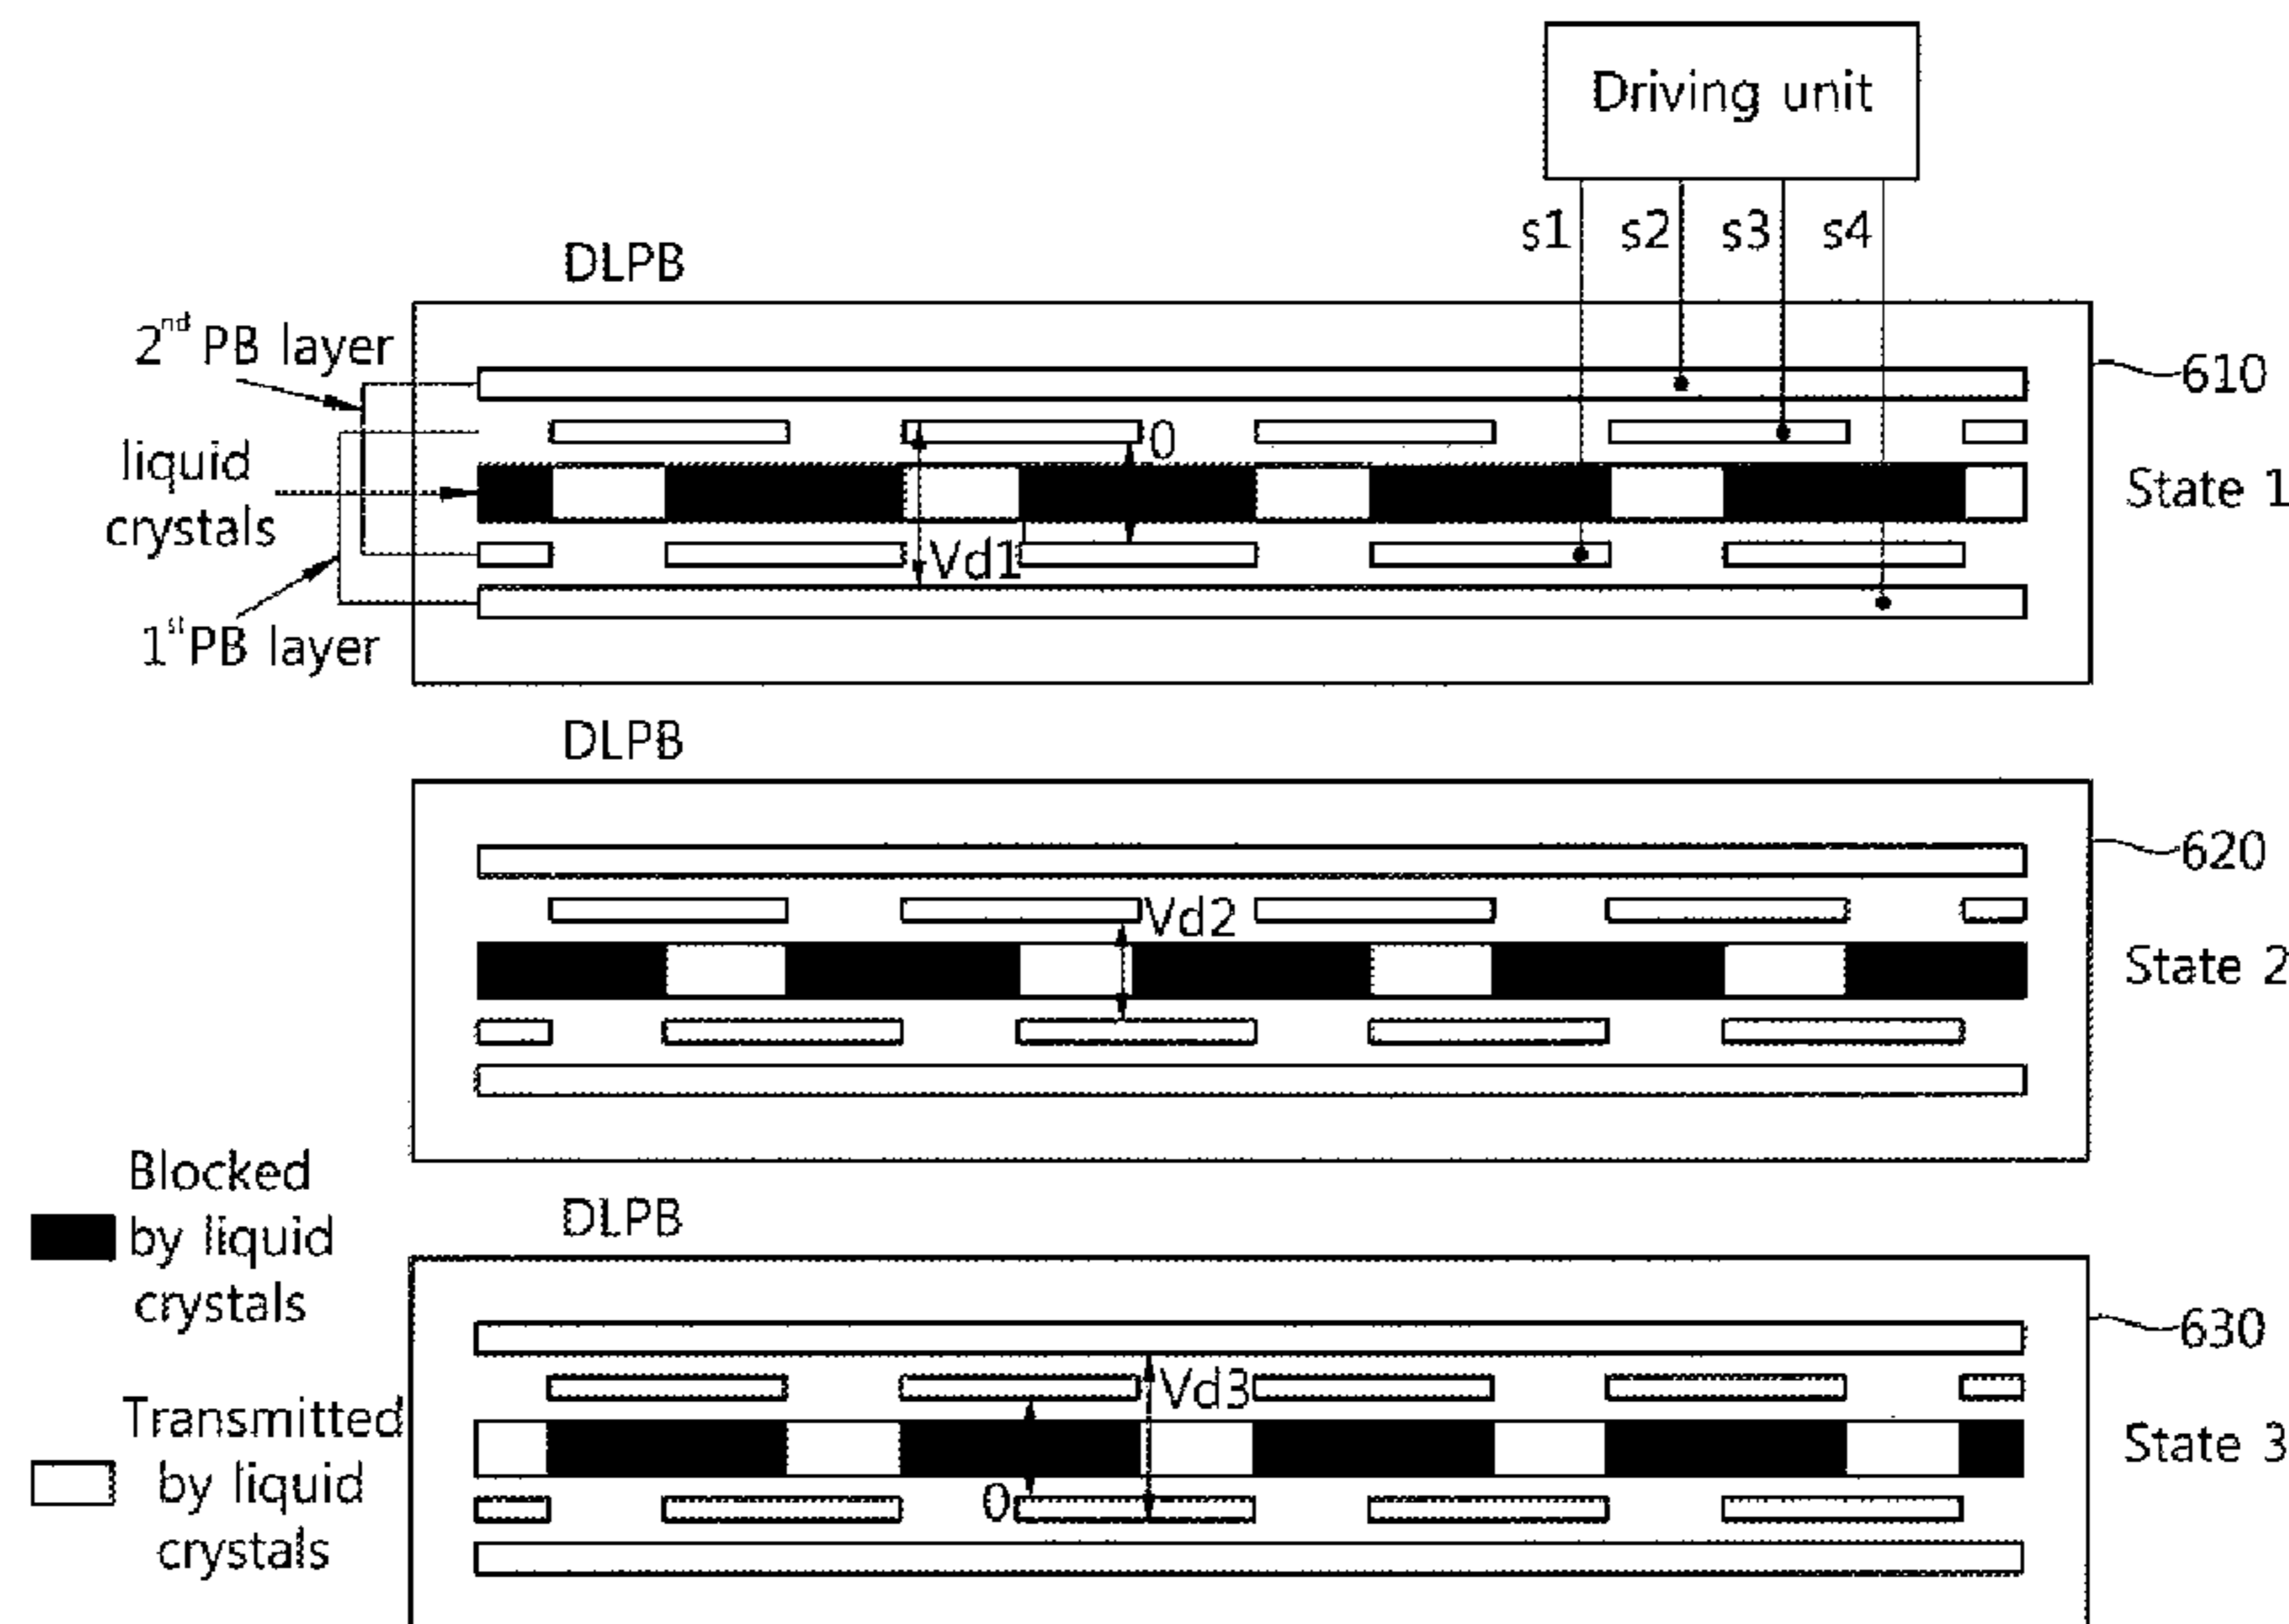 Driving unit
s1 s2 s3 s4
DLPB
2nd PB layer
610
0
liquid
crystals
State 1
Vd1
1st PB layer
DLPB
620
Vd2
State 2
Blocked
by liquid
crystals
DLPB
630
Vd3
Transmitted
by liquid
crystals
State 3
0